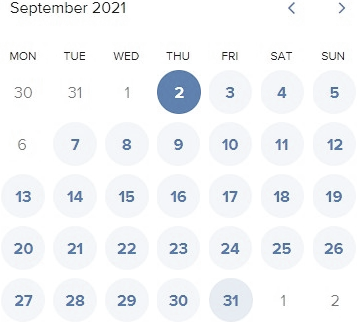 September 2021
MON TUE WED THU FRI SAT SUN
30 31 1 2 3 4 5
6 7 8 9 10 11 12
13 14 15 16 17 18 19
20 21 22 23 24 25 26
27 28 29 30 31 1 2